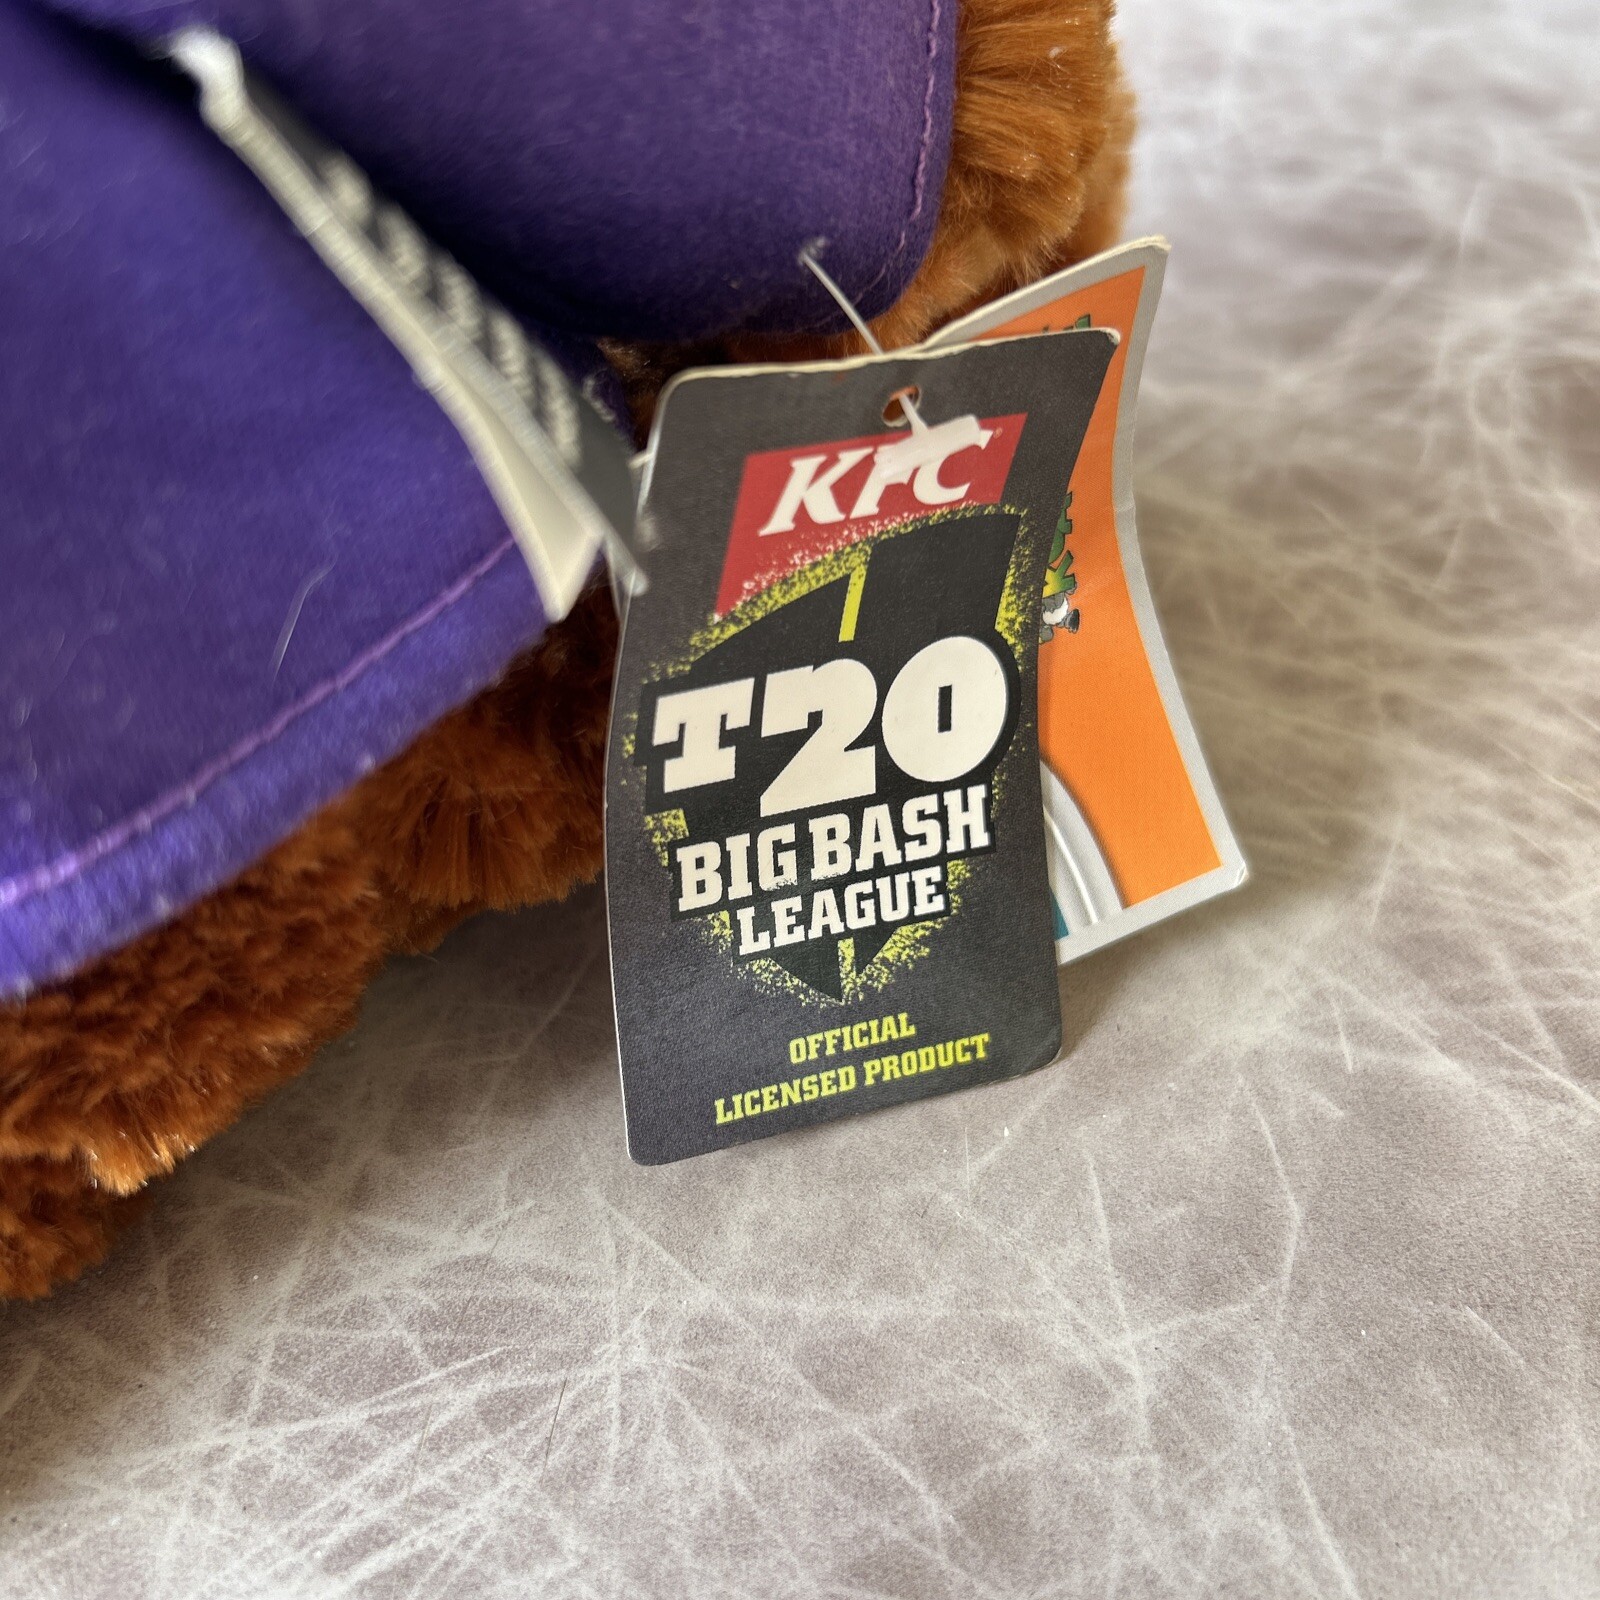 KFC
T20
BIG BASH
LEAGUE
OFFICIAL
LICENSED PRODUCT